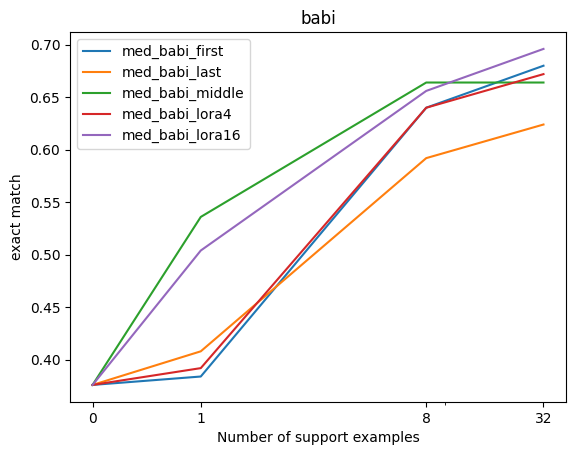 babi
med_babi_first
med_babi_last
med_babi_middle
med_babi_lora4
med_babi_lora16
exact match
0.70
0.65
0.60
0.55
0.50
0.45
0.40
0 1 8 32
Number of support examples